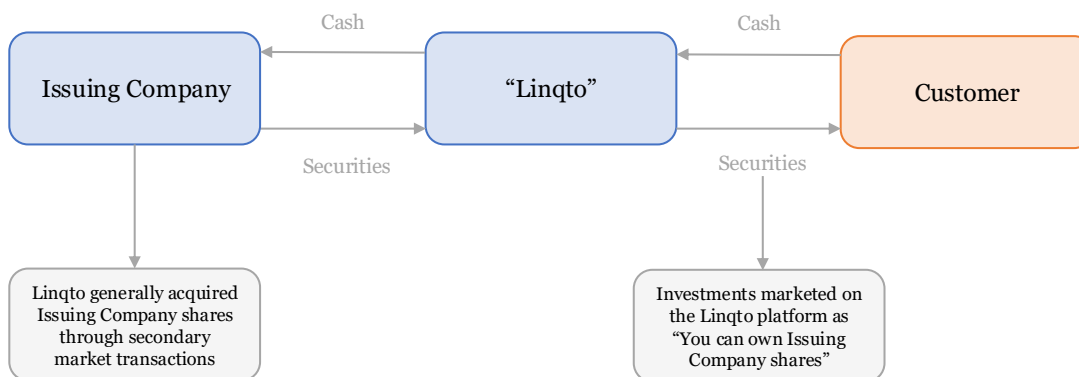 Cash
Cash
Issuing Company
“Linqto”
Customer
Securities
Securities
Linqto generally acquired
Issuing Company shares
through secondary
market transactions
Investments marketed on
the Linqto platform as
“You can own Issuing
Company shares”